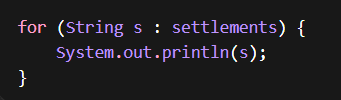 for (String s : settlements) {
    System.out.println(s);
}